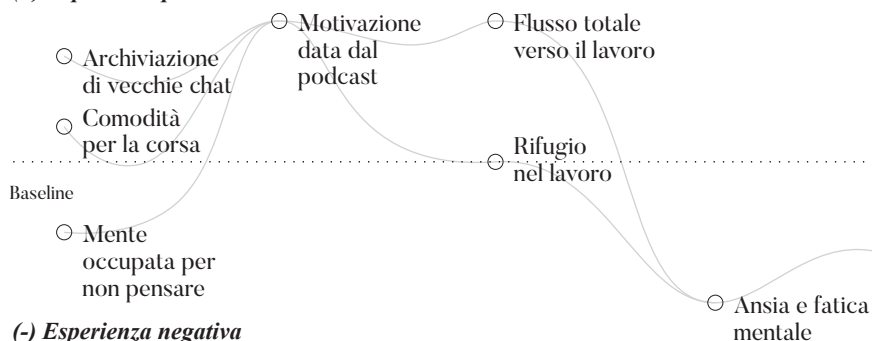 Motivazione
data dal
podcast
Flusso totale
verso il lavoro
Archiviazione
di vecchie chat
Comodità
per la corsa
Rifugio
nel lavoro
Baseline
Mente
occupata per
non pensare
Ansia e fatica
mentale
(-) Esperienza negativa